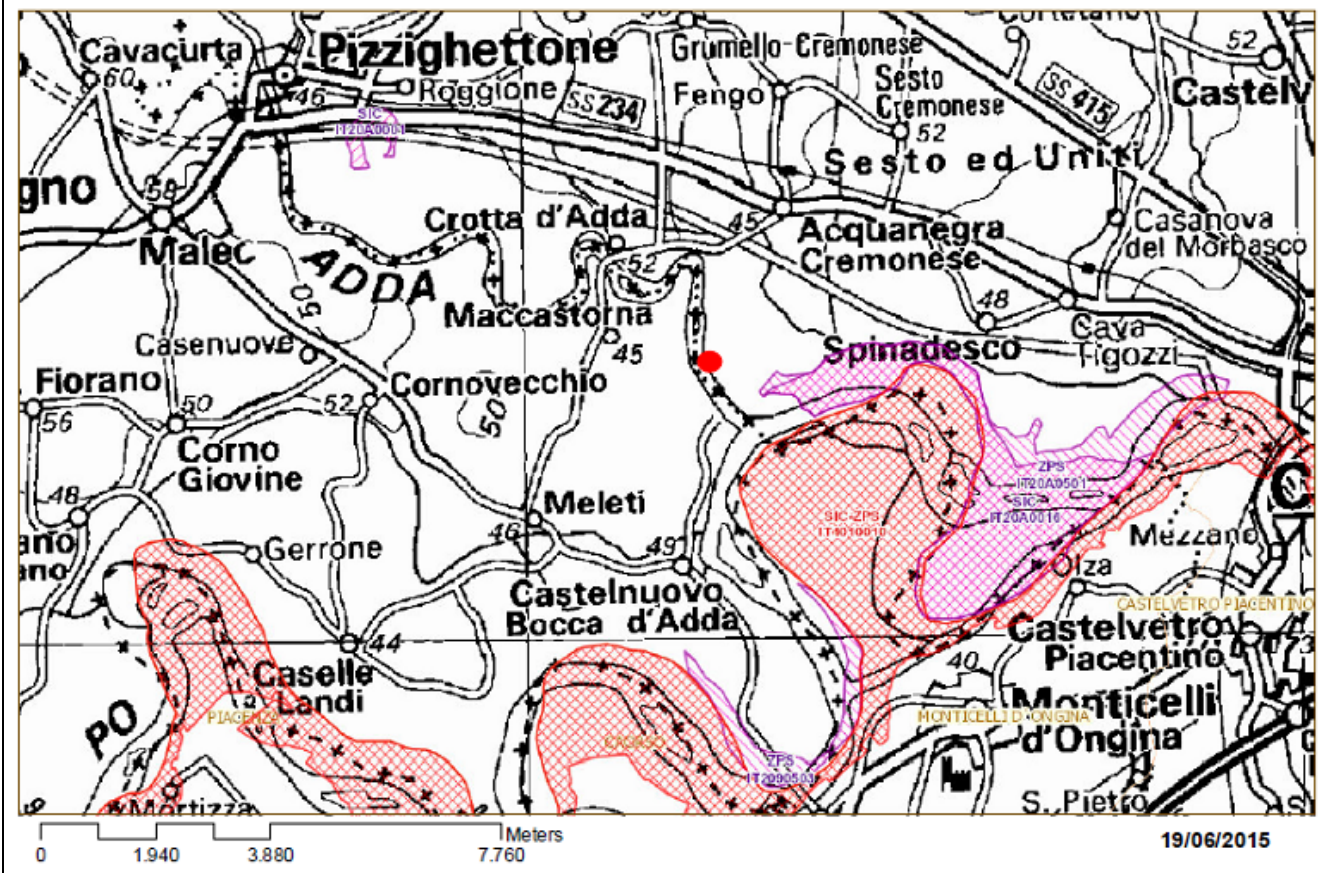 Cavacurta
60
Pizzighettone
46
Roggione
SIC
IT20A0001
SS 234
Grumello-Cremonese
Fengo
Sesto
Cremonese
52
SS 415
52
Castelv
Sesto ed Uniti
gno
58
Malec
ADDA
50
Crotta d'Adda
52
45
Acquanegra
Cremonese
Casanova
del Morbasco
48
Maccastorna
45
Cava
Tigozzi
Spinadesco
Casenuove
Fiorano
56
50
52
Cornovecchio
50
Corno
Giovine
48
ano
ano
Gerrone
Meleti
46
49
Castelnuovo
Bocca d'Adda
SIC-ZPS
IT4010018
ZPS
IT20A0501
SIC
IT20A0016
Mezzano
Olza
CASTELVETRO PIACENTINO
Castelvetro
Piacentino
40
44
Caselle
Landi
PO
PIACENZA
CAORSO
MONTICELLI D'ONGINA
Monticelli
d'Ongina
ZPS
IT2090503
Mortizza
S. Pietro
0
1.940
3.880
7.760
Meters
19/06/2015